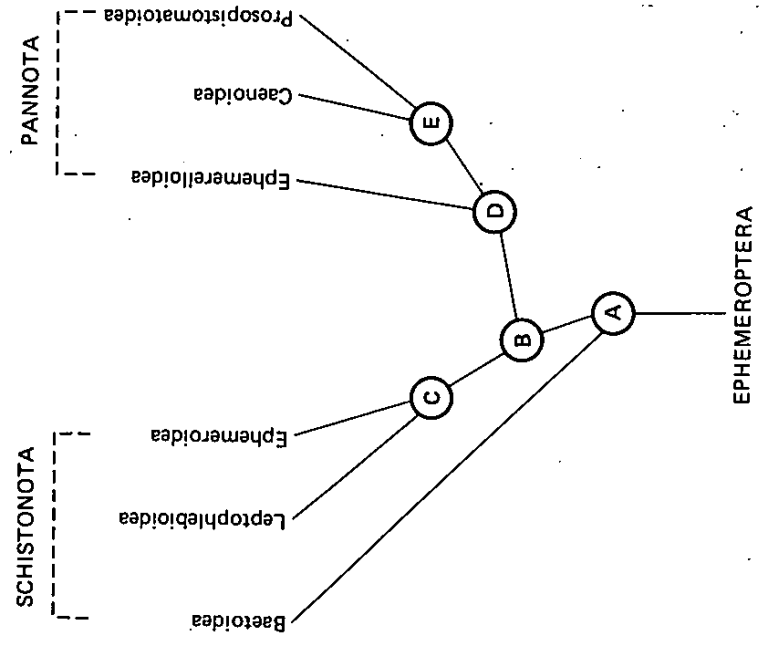 SCHISTONOTA
PANNOTA
Baetoidea
Leptophlebioidea
Ephemeroidea
Ephemerelloidea
Caenoidea
Prosopistomatoidea
C
B
A
D
E
EPHEMEROPTERA